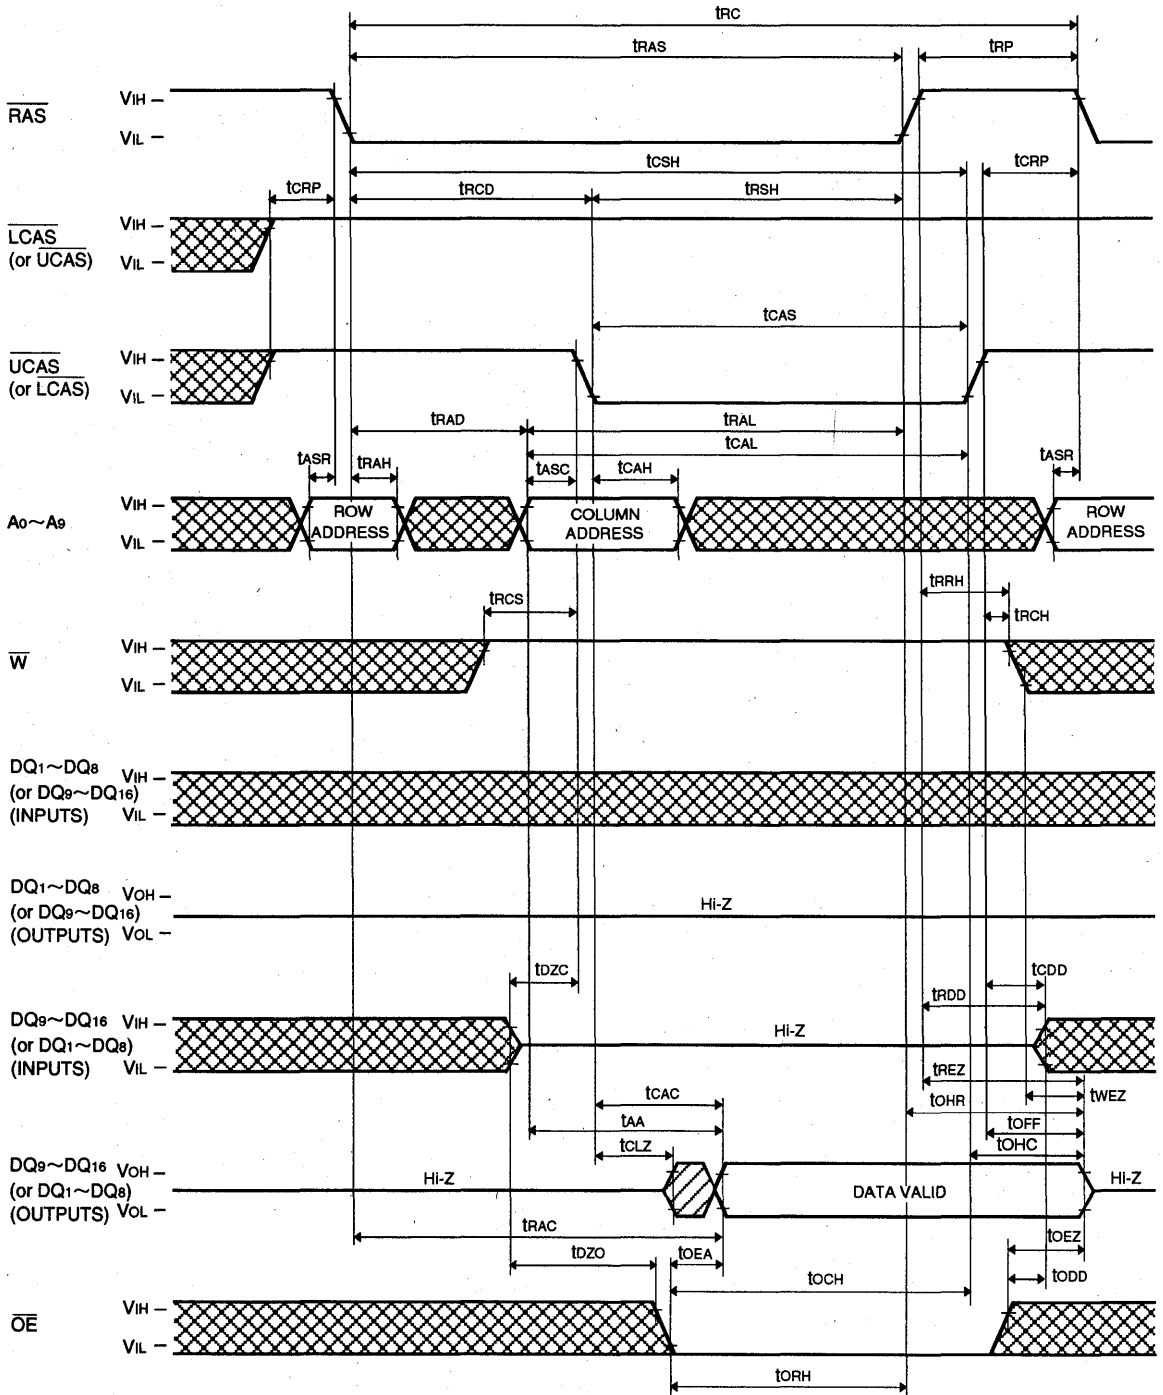 tRC
tRAS tRP
RAS VIH VIL
tCSH tCRP
tCRP tRCD tRSH
LCAS (or UCAS) VIH VIL
tCAS
UCAS (or LCAS) VIH VIL
tRAD tRAL
tCAL
tASR tRAH tASC tCAH tASR
A0~A9 VIH VIL
ROW ADDRESS
COLUMN ADDRESS
ROW ADDRESS
tRRH
tRCS tRCH
W VIH VIL
DQ1~DQ8 VIH
(or DQ9~DQ16)
(INPUTS) VIL
DQ1~DQ8 VOH
(or DQ9~DQ16) Hi-Z
(OUTPUTS) VOL
tDZC tCDD
tRDD
DQ9~DQ16 VIH
(or DQ1~DQ8) Hi-Z
(INPUTS) VIL
tREZ
tCAC tOHR tWEZ
tAA tOFF
tCLZ tOHC
DQ9~DQ16 VOH
(or DQ1~DQ8) Hi-Z DATA VALID Hi-Z
(OUTPUTS) VOL
tRAC tOEZ
tDZO tOEA tOCH tODD
OE VIH VIL
tORH